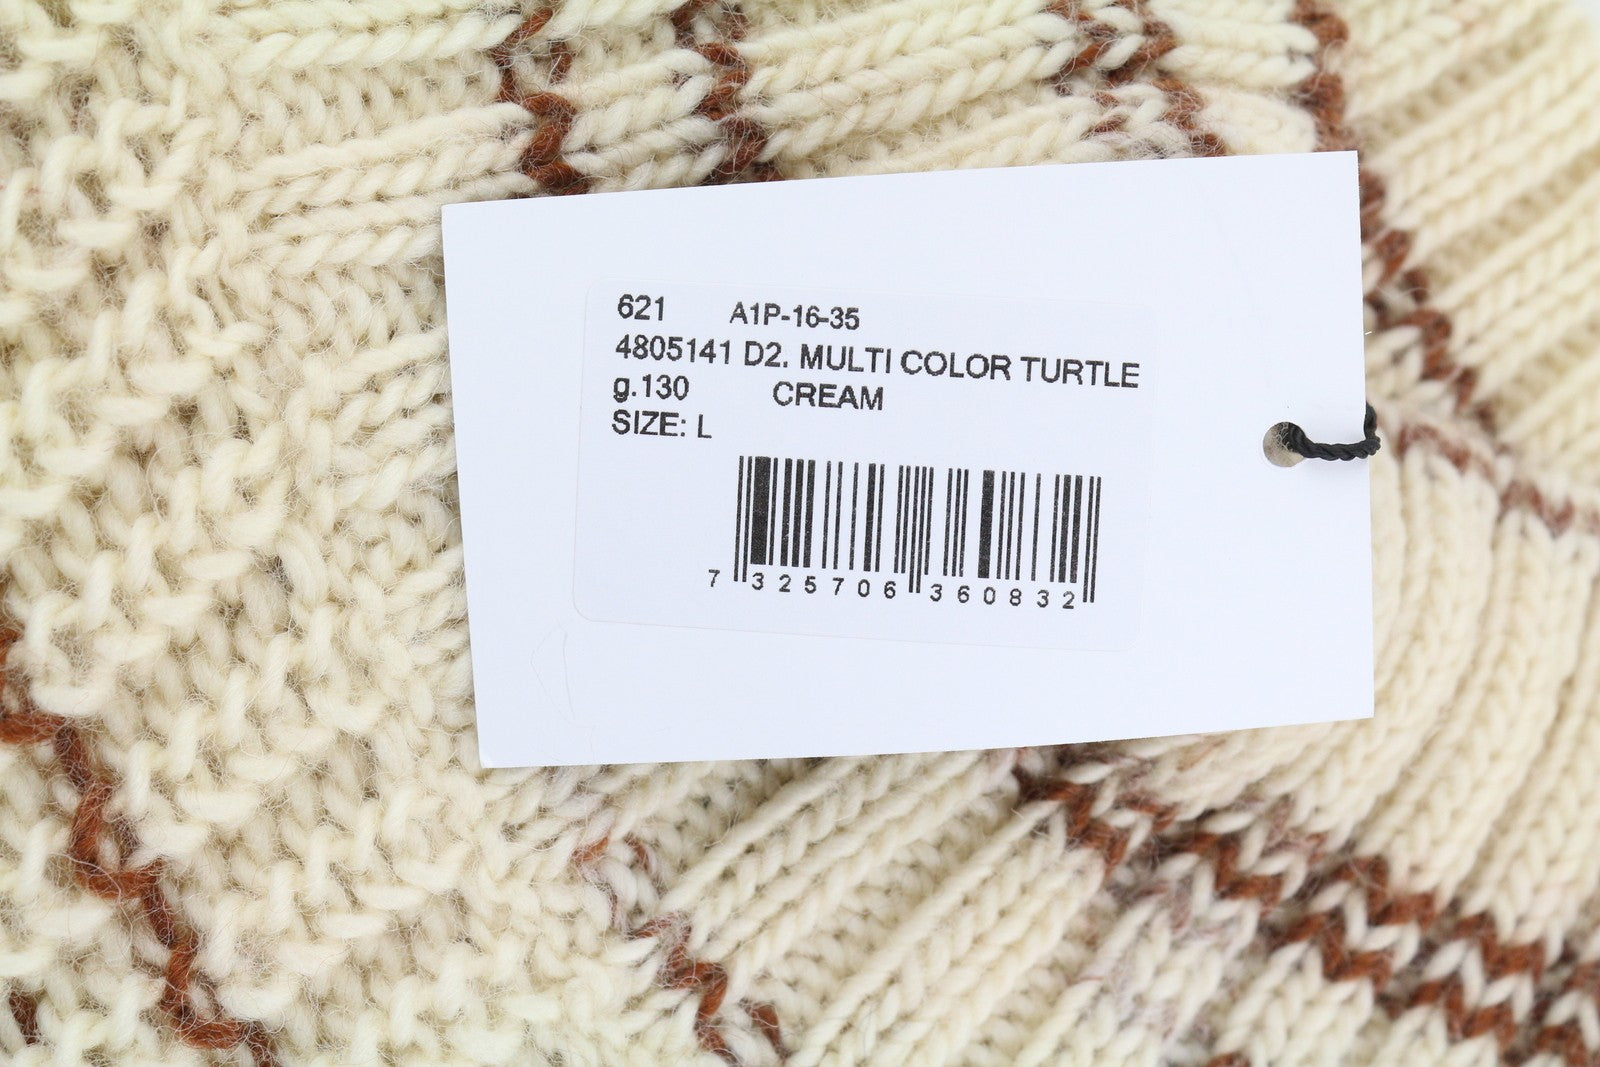 621 A1P-16-35
4805141 D2. MULTI COLOR TURTLE
g.130 CREAM
SIZE: L
7 325706 360832